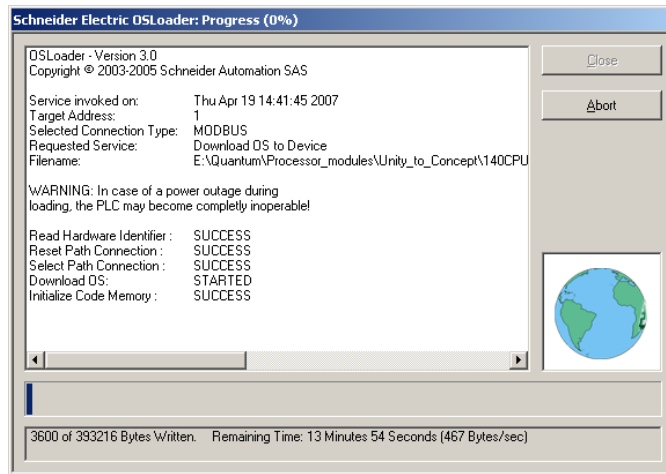 Schneider Electric OSLoader: Progress (0%)
OSLoader - Version 3.0
Copyright © 2003-2005 Schneider Automation SAS
Service invoked on: Thu Apr 19 14:41:45 2007
Target Address: 1
Selected Connection Type: MODBUS
Requested Service: Download OS to Device
Filename: E:\Quantum\Processor_modules\Unity_to_Concept\140CPU
WARNING: In case of a power outage during
loading, the PLC may become completly inoperable!
Read Hardware Identifier : SUCCESS
Reset Path Connection : SUCCESS
Select Path Connection : SUCCESS
Download OS: STARTED
Initialize Code Memory : SUCCESS
Close
Abort
3600 of 393216 Bytes Written. Remaining Time: 13 Minutes 54 Seconds (467 Bytes/sec)